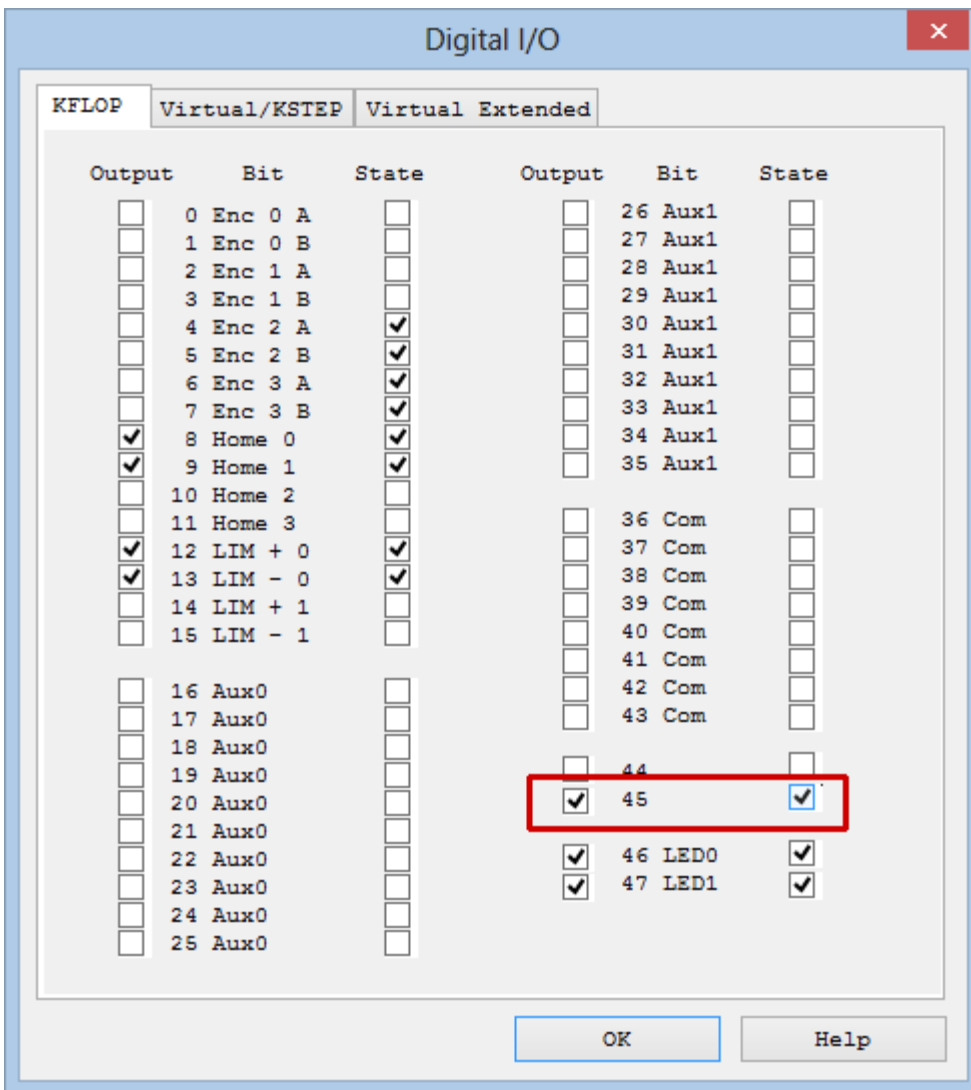 Digital I/O
KFLOP Virtual/KSTEP Virtual Extended
Output Bit State
0 Enc 0 A
1 Enc 0 B
2 Enc 1 A
3 Enc 1 B
4 Enc 2 A
5 Enc 2 B
6 Enc 3 A
7 Enc 3 B
8 Home 0
9 Home 1
10 Home 2
11 Home 3
12 LIM + 0
13 LIM - 0
14 LIM + 1
15 LIM - 1
16 Aux0
17 Aux0
18 Aux0
19 Aux0
20 Aux0
21 Aux0
22 Aux0
23 Aux0
24 Aux0
25 Aux0
Output Bit State
26 Aux1
27 Aux1
28 Aux1
29 Aux1
30 Aux1
31 Aux1
32 Aux1
33 Aux1
34 Aux1
35 Aux1
36 Com
37 Com
38 Com
39 Com
40 Com
41 Com
42 Com
43 Com
44
45
46 LED0
47 LED1
OK Help